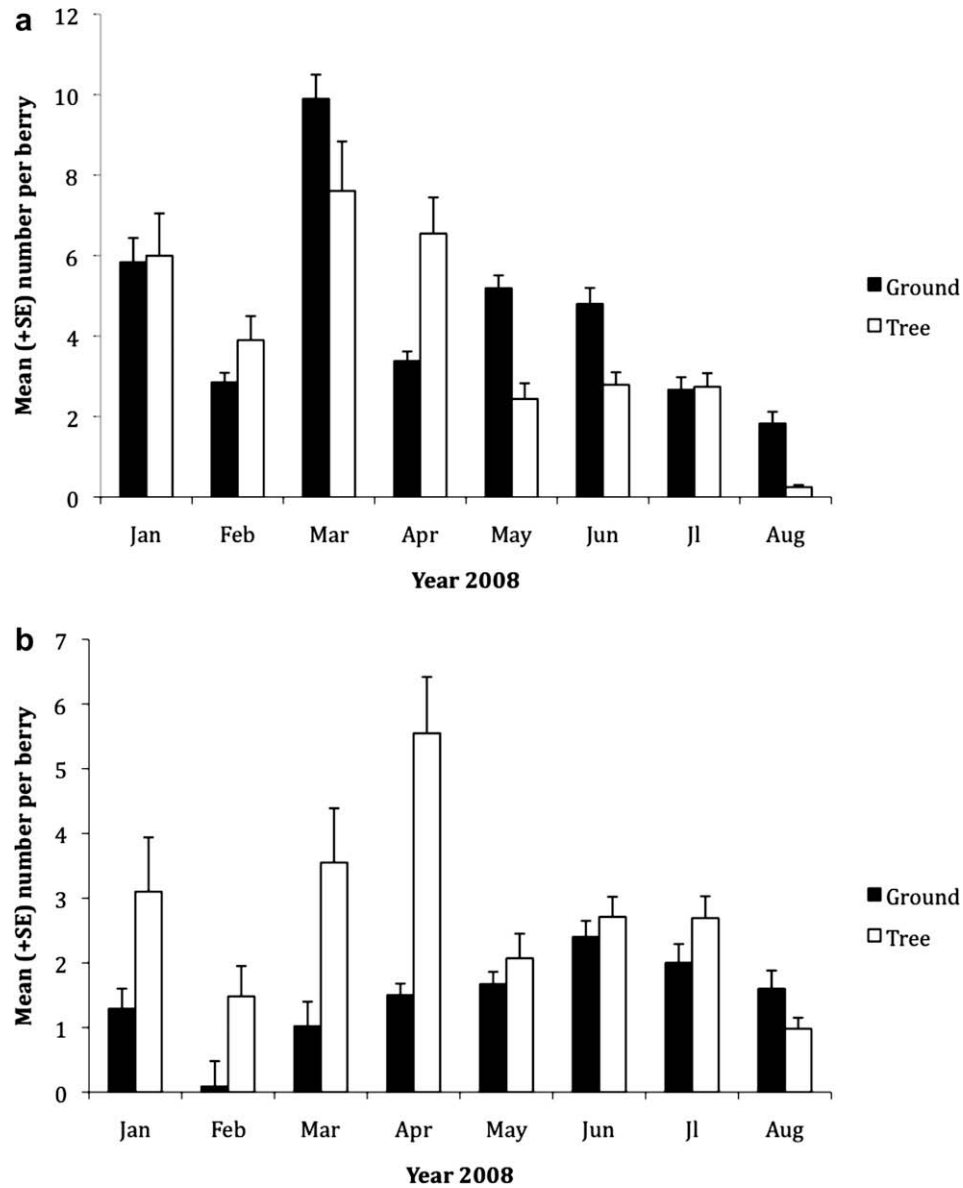 a
Mean (+SE) number per berry
12
10
8
6
4
2
0
Jan Feb Mar Apr May Jun Jl Aug
Year 2008
Ground
Tree
b
Mean (+SE) number per berry
7
6
5
4
3
2
1
0
Jan Feb Mar Apr May Jun Jl Aug
Year 2008
Ground
Tree